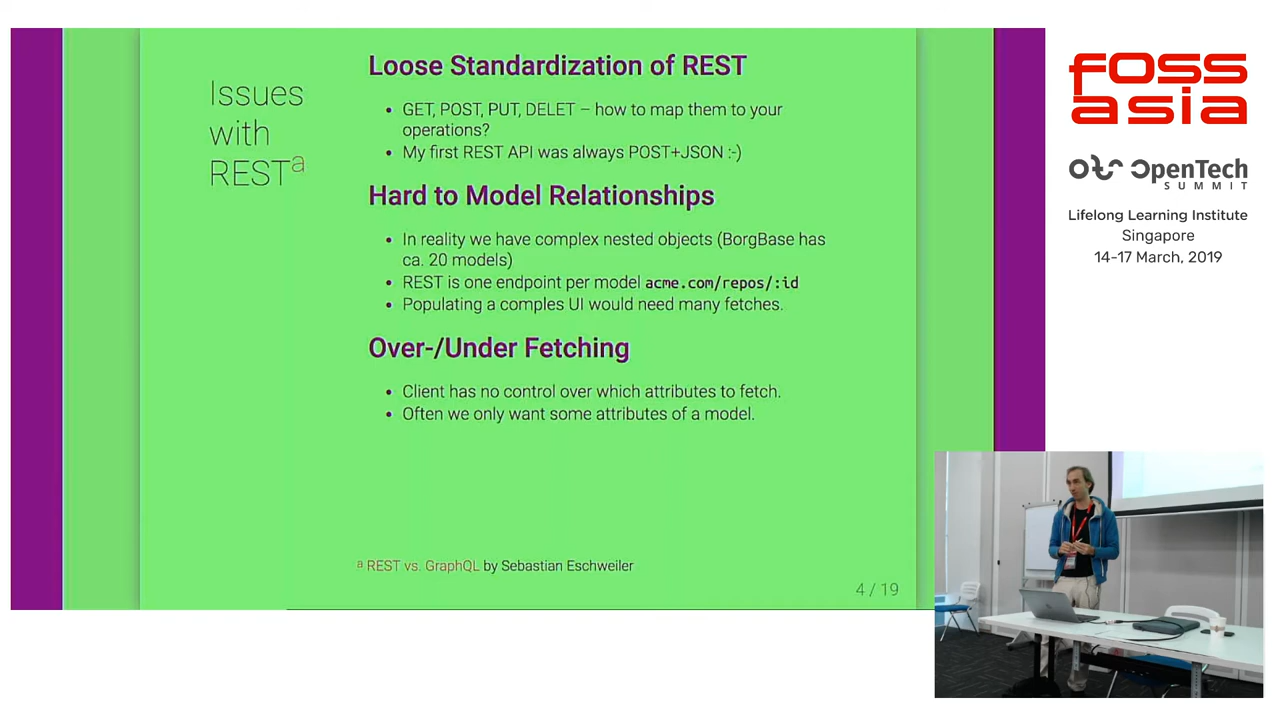 Issues
with
REST^a
Loose Standardization of REST
• GET, POST, PUT, DELET – how to map them to your
operations?
• My first REST API was always POST+JSON :-)
Hard to Model Relationships
• In reality we have complex nested objects (BorgBase has
ca. 20 models)
• REST is one endpoint per model acme.com/repos/:id
• Populating a comples UI would need many fetches.
Over-/Under Fetching
• Client has no control over which attributes to fetch.
• Often we only want some attributes of a model.
a REST vs. GraphQL by Sebastian Eschweiler
4 / 19
FOSS
asia
OpenTech
SUMMIT
Lifelong Learning Institute
Singapore
14-17 March, 2019